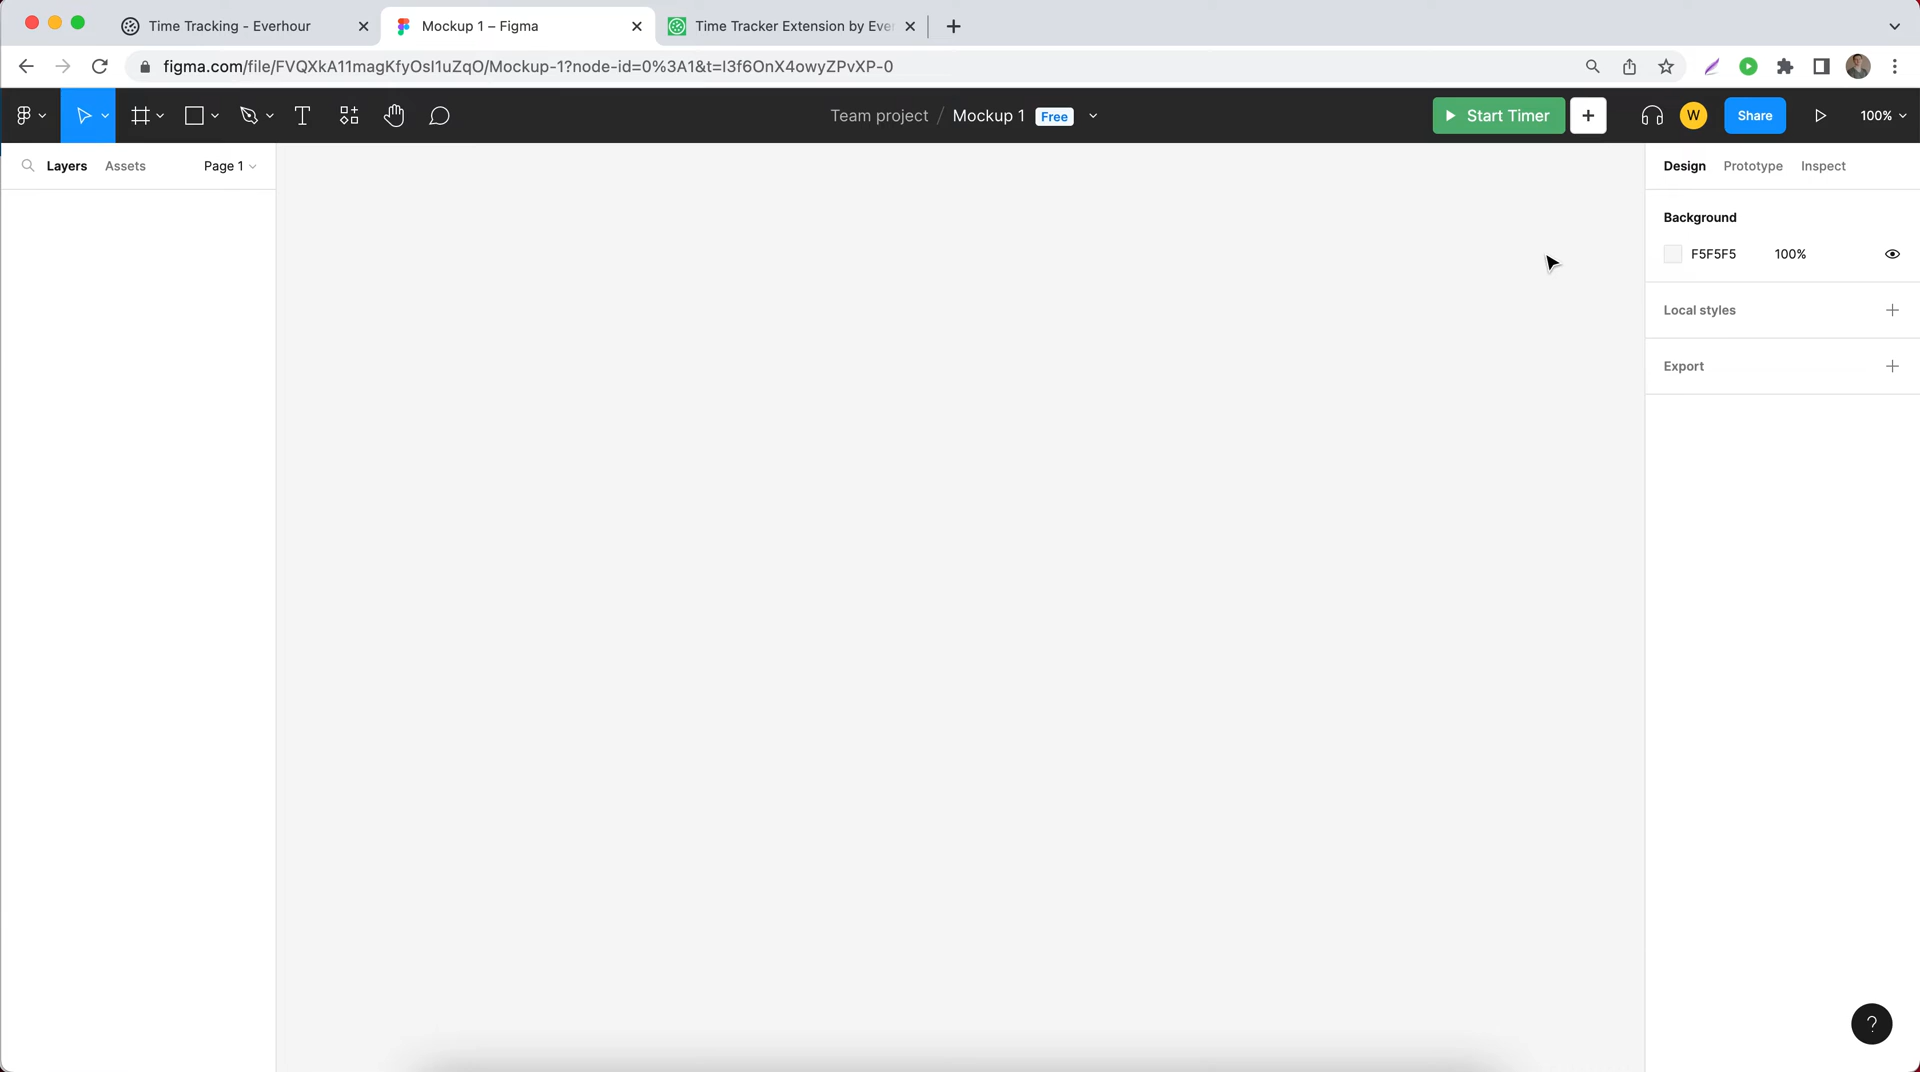 Time Tracking - Everhour
Mockup 1 – Figma
Time Tracker Extension by Eve
figma.com/file/FVQXkA11magKfyOsI1uZqO/Mockup-1?node-id=0%3A1&t=I3f6OnX4owyZPvXP-0
Team project / Mockup 1 Free
Start Timer
W
Share
100%
Layers Assets Page 1
Design Prototype Inspect
Background
F5F5F5 100%
Local styles
Export
?